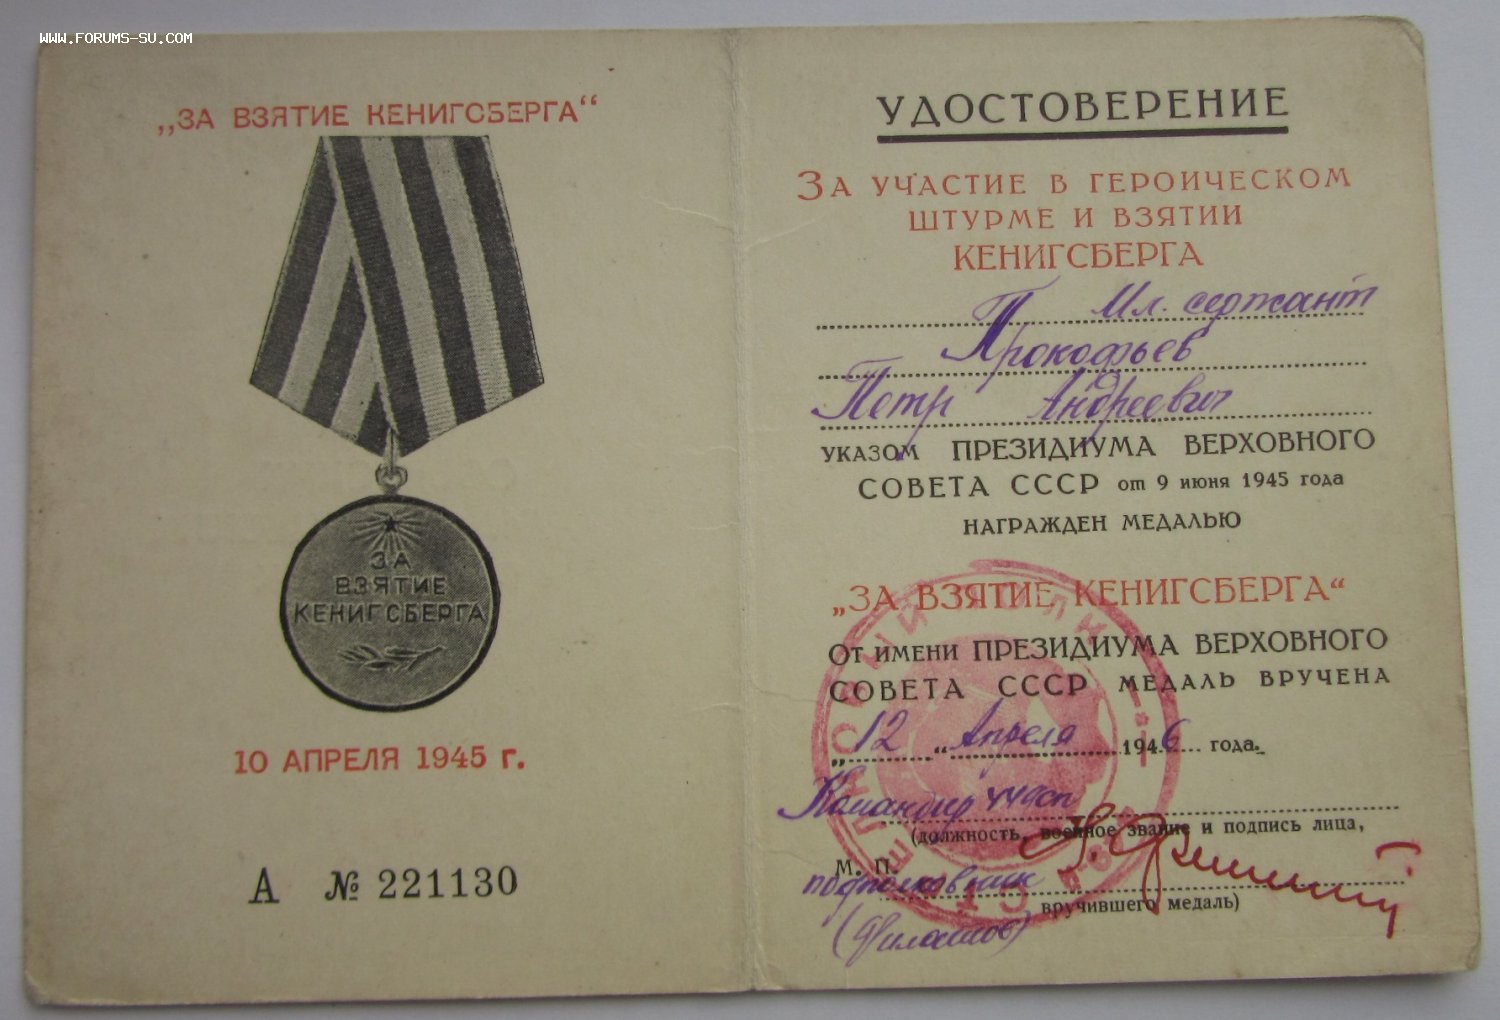 WWW.FORUMS-SU.COM
„ЗА ВЗЯТИЕ КЕНИГСБЕРГА“
ЗА
ВЗЯТИЕ
КЕНИГСБЕРГА
10 АПРЕЛЯ 1945 г.
А № 221130
УДОСТОВЕРЕНИЕ
ЗА УЧАСТИЕ В ГЕРОИЧЕСКОМ
ШТУРМЕ И ВЗЯТИИ
КЕНИГСБЕРГА
Мл. сержант
Прокофьев
Петр Андреевич
УКАЗОМ ПРЕЗИДИУМА ВЕРХОВНОГО
СОВЕТА СССР от 9 июня 1945 года
НАГРАЖДЕН МЕДАЛЬЮ
„ЗА ВЗЯТИЕ КЕНИГСБЕРГА“
ОТ ИМЕНИ ПРЕЗИДИУМА ВЕРХОВНОГО
СОВЕТА СССР МЕДАЛЬ ВРУЧЕНА
„12“ Апреля 1946 года.
Командир
(должность, военное звание и подпись лица,
М. П.
подполковник
вручившего медаль)